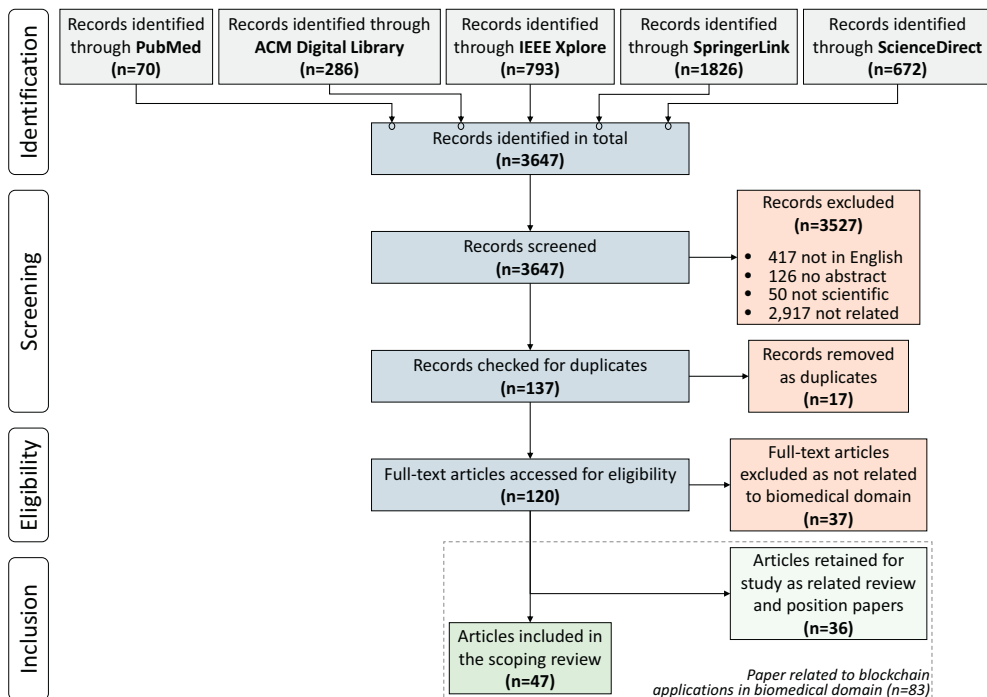 Identification
Records identified
through PubMed
(n=70)
Records identified through
ACM Digital Library
(n=286)
Records identified
through IEEE Xplore
(n=793)
Records identified
through SpringerLink
(n=1826)
Records identified
through ScienceDirect
(n=672)
Records identified in total
(n=3647)
Screening
Records screened
(n=3647)
Records excluded
(n=3527)
• 417 not in English
• 126 no abstract
• 50 not scientific
• 2,917 not related
Records checked for duplicates
(n=137)
Records removed
as duplicates
(n=17)
Eligibility
Full-text articles accessed for eligibility
(n=120)
Full-text articles
excluded as not related
to biomedical domain
(n=37)
Inclusion
Articles retained for
study as related review
and position papers
(n=36)
Articles included in
the scoping review
(n=47)
Paper related to blockchain
applications in biomedical domain (n=83)